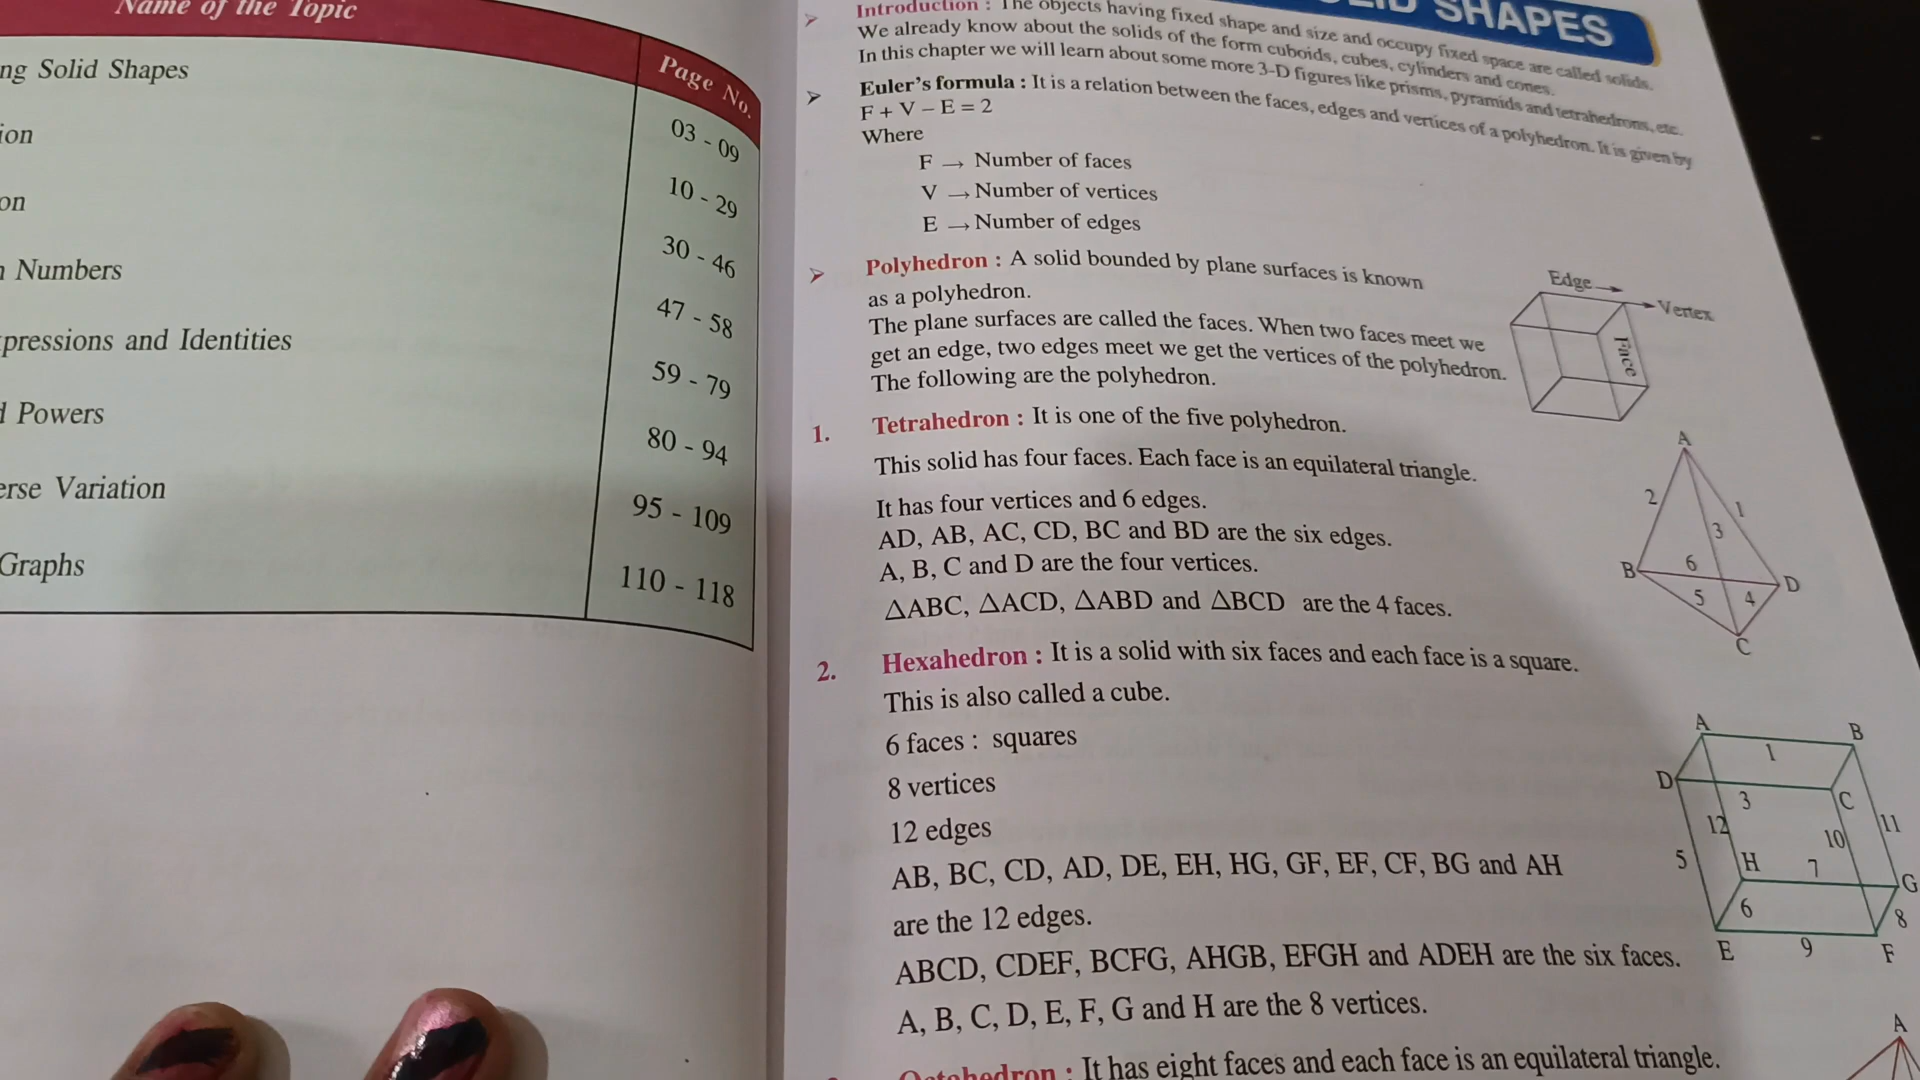 Name of the Topic
Page No.
ng Solid Shapes
03 - 09
ion
10 - 29
on
30 - 46
Numbers
47 - 58
pressions and Identities
59 - 79
Powers
80 - 94
erse Variation
95 - 109
Graphs
110 - 118
SHAPES
Introduction : The objects having fixed shape and size and occupy fixed space are called solids.
We already know about the solids of the form cuboids, cubes, cylinders and cones.
In this chapter we will learn about some more 3-D figures like prisms, pyramids and tetrahedrons, etc.
Euler's formula : It is a relation between the faces, edges and vertices of a polyhedron. It is given by
F + V – E = 2
Where
F → Number of faces
V → Number of vertices
E → Number of edges
Polyhedron : A solid bounded by plane surfaces is known
as a polyhedron.
The plane surfaces are called the faces. When two faces meet we
get an edge, two edges meet we get the vertices of the polyhedron.
The following are the polyhedron.
Edge
Vertex
Face
1. Tetrahedron : It is one of the five polyhedron.
This solid has four faces. Each face is an equilateral triangle.
It has four vertices and 6 edges.
AD, AB, AC, CD, BC and BD are the six edges.
A, B, C and D are the four vertices.
△ABC, △ACD, △ABD and △BCD are the 4 faces.
A
2
1
3
B
6
D
5
4
C
2. Hexahedron : It is a solid with six faces and each face is a square.
This is also called a cube.
6 faces : squares
8 vertices
12 edges
AB, BC, CD, AD, DE, EH, HG, GF, EF, CF, BG and AH
are the 12 edges.
ABCD, CDEF, BCFG, AHGB, EFGH and ADEH are the six faces.
A, B, C, D, E, F, G and H are the 8 vertices.
A
B
1
D
3
C
12
10
11
5
H
7
G
6
8
E
9
F
Octohedron : It has eight faces and each face is an equilateral triangle.
A